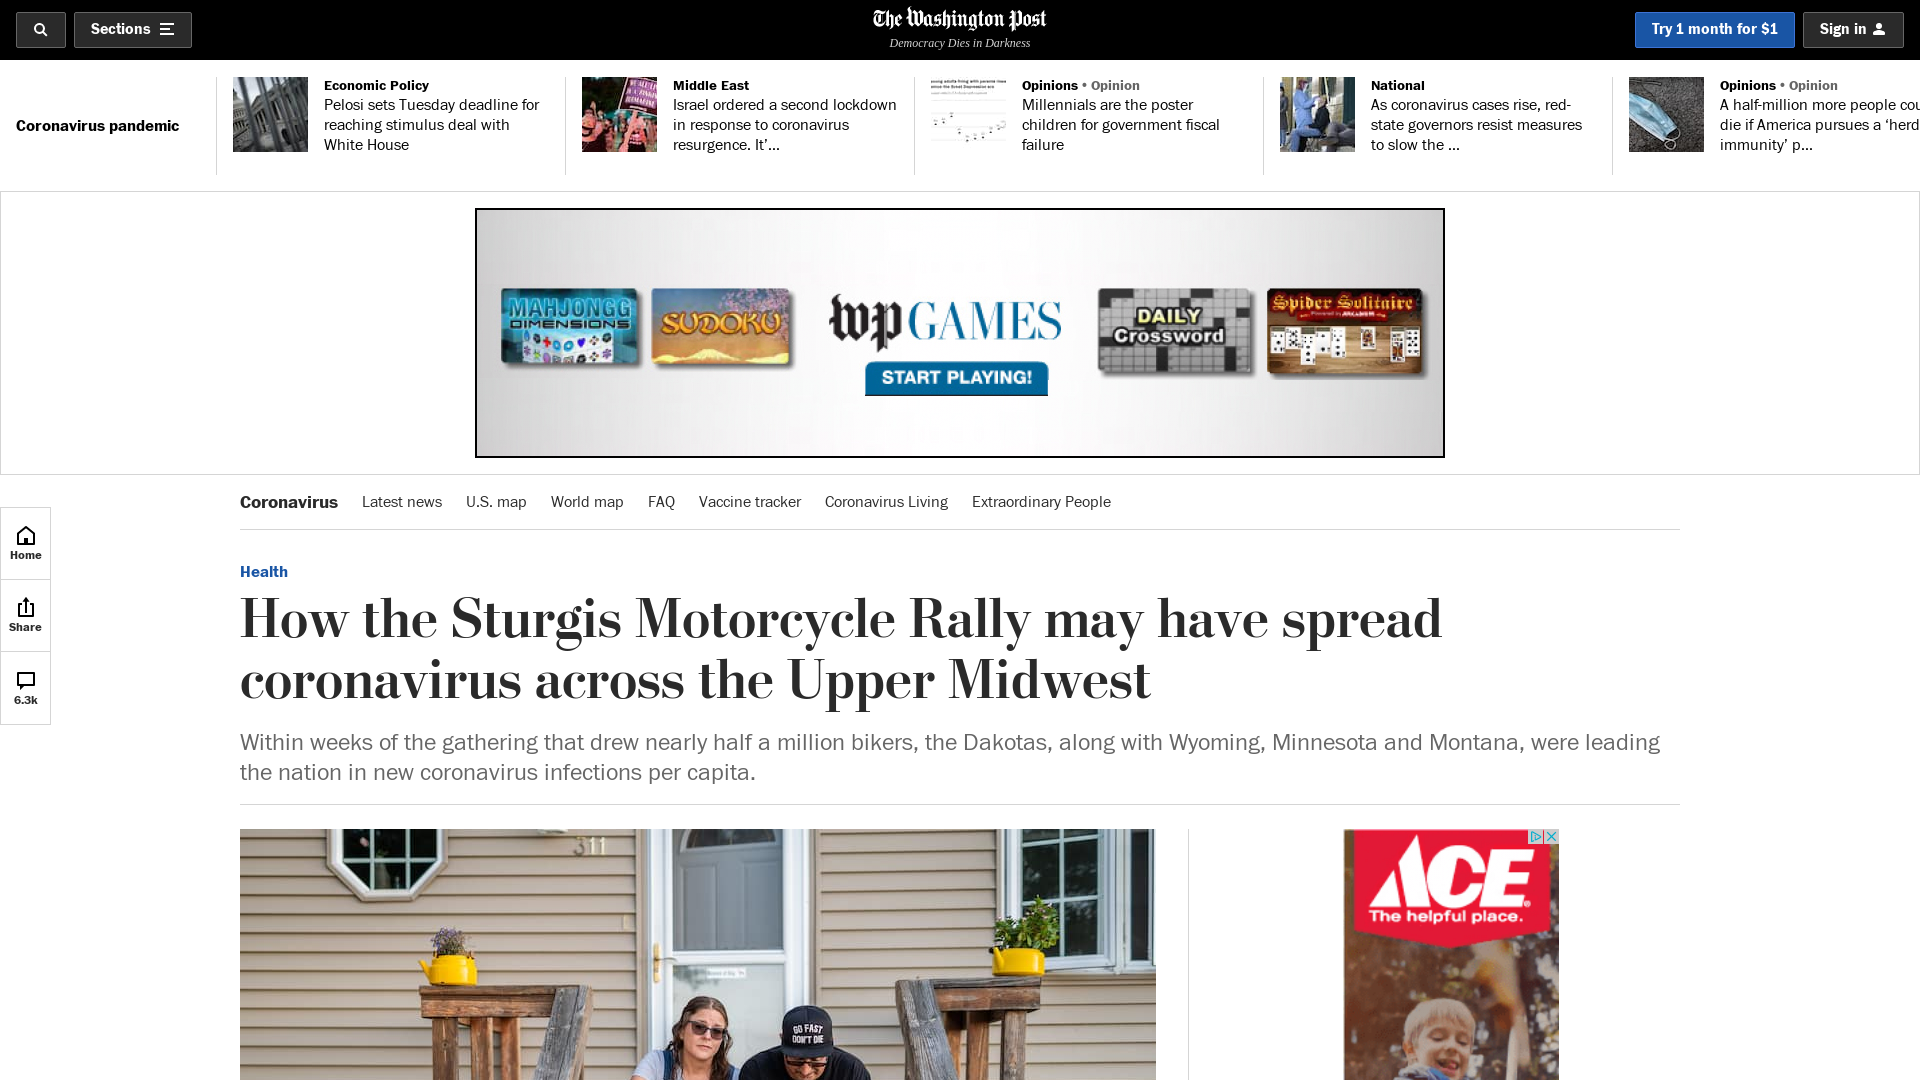 Sections
The Washington Post
Democracy Dies in Darkness
Try 1 month for $1
Sign in
Coronavirus pandemic
Economic Policy
Pelosi sets Tuesday deadline for
reaching stimulus deal with
White House
Middle East
Israel ordered a second lockdown
in response to coronavirus
resurgence. It’...
Opinions • Opinion
Millennials are the poster
children for government fiscal
failure
National
As coronavirus cases rise, red-
state governors resist measures
to slow the ...
Opinions • Opinion
A half-million more people cou
die if America pursues a ‘herd
immunity’ p...
MAHJONGG
DIMENSIONS
SUDOKU
wp GAMES
START PLAYING!
DAILY
Crossword
Spider Solitaire
Coronavirus
Latest news
U.S. map
World map
FAQ
Vaccine tracker
Coronavirus Living
Extraordinary People
Home
Share
6.3k
Health
How the Sturgis Motorcycle Rally may have spread
coronavirus across the Upper Midwest
Within weeks of the gathering that drew nearly half a million bikers, the Dakotas, along with Wyoming, Minnesota and Montana, were leading
the nation in new coronavirus infections per capita.
311
GO FAST
DON'T DIE
ACE
The helpful place.